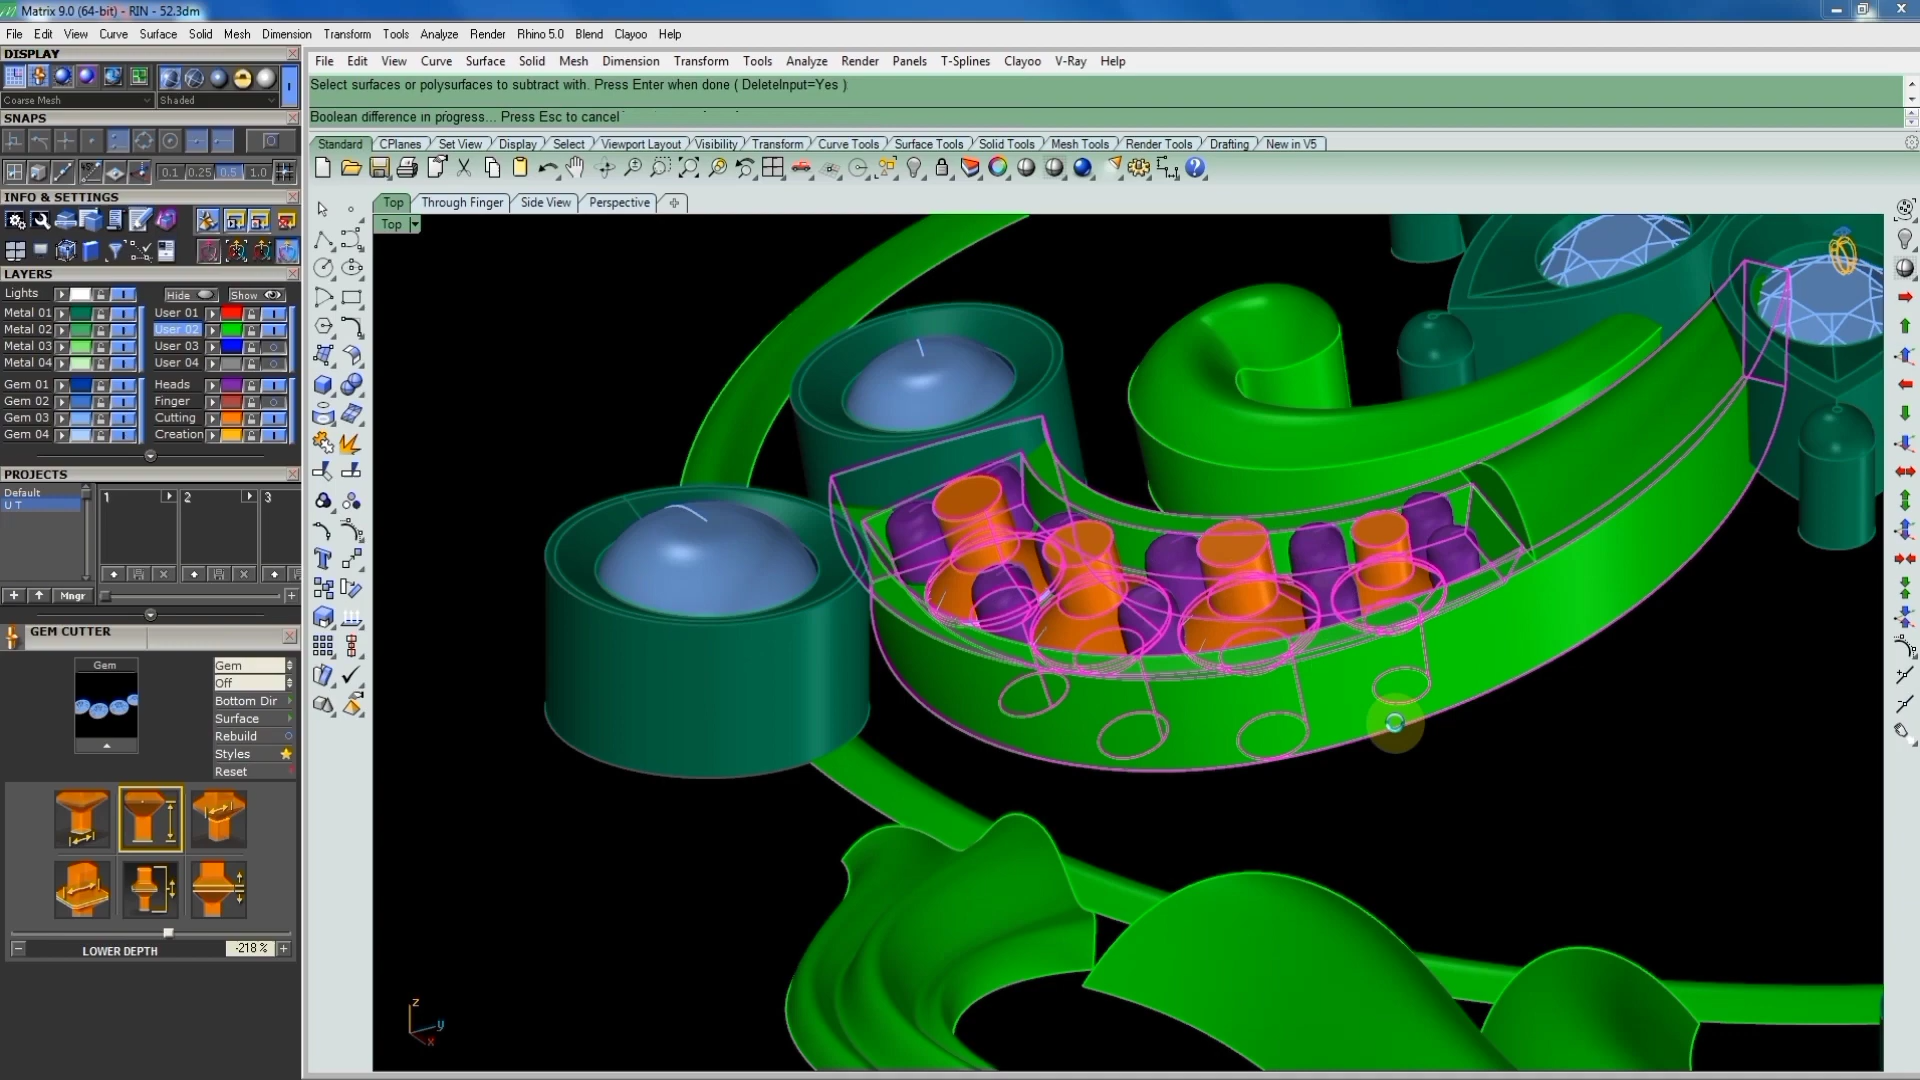 Matrix 9.0 (64-bit) - RIN - 52.3dm
File Edit View Curve Surface Solid Mesh Dimension Transform Tools Analyze Render Rhino 5.0 Blend Clayoo Help
DISPLAY
Coarse Mesh Shaded
SNAPS
0.1 0.25 0.5 1.0
INFO & SETTINGS
LAYERS
Lights Hide Show
Metal 01 User 01
Metal 02 User 02
Metal 03 User 03
Metal 04 User 04
Gem 01 Heads
Gem 02 Finger
Gem 03 Cutting
Gem 04 Creation
PROJECTS
Default
U T
1 2 3
Mngr
GEM CUTTER
Gem
Gem
Off
Bottom Dir
Surface
Rebuild
Styles
Reset
LOWER DEPTH -218 %
File Edit View Curve Surface Solid Mesh Dimension Transform Tools Analyze Render Panels T-Splines Clayoo V-Ray Help
Select surfaces or polysurfaces to subtract with. Press Enter when done ( DeleteInput=Yes )
Boolean difference in progress... Press Esc to cancel
Standard CPlanes Set View Display Select Viewport Layout Visibility Transform Curve Tools Surface Tools Solid Tools Mesh Tools Render Tools Drafting New in V5
Top Through Finger Side View Perspective
Top
z
y
x